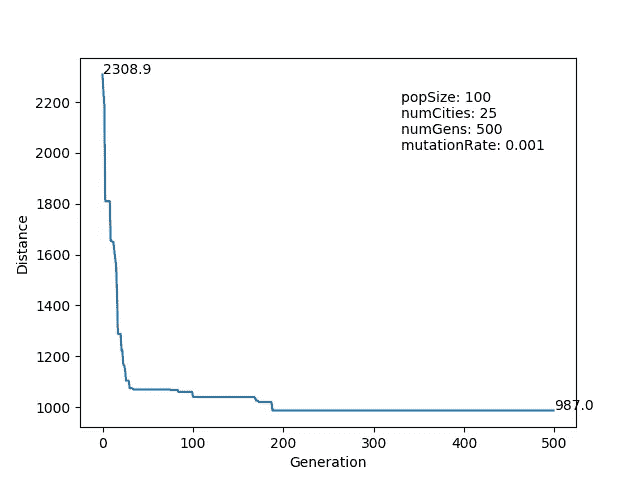 2308.9
popSize: 100
numCities: 25
numGens: 500
mutationRate: 0.001
2200
2000
1800
1600
1400
1200
1000
Distance
987.0
0 100 200 300 400 500
Generation